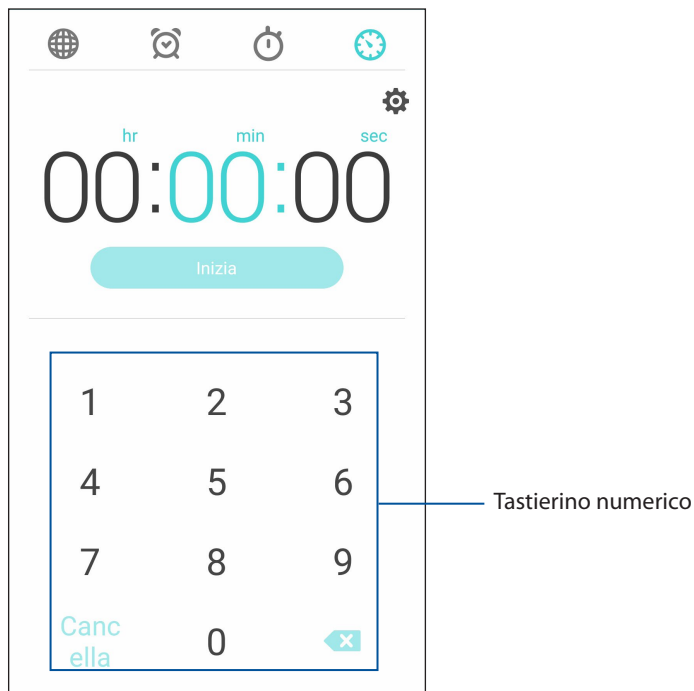 hr min sec
00:00:00
Inizia
1 2 3
4 5 6
Tastierino numerico
7 8 9
Canc
ella
0